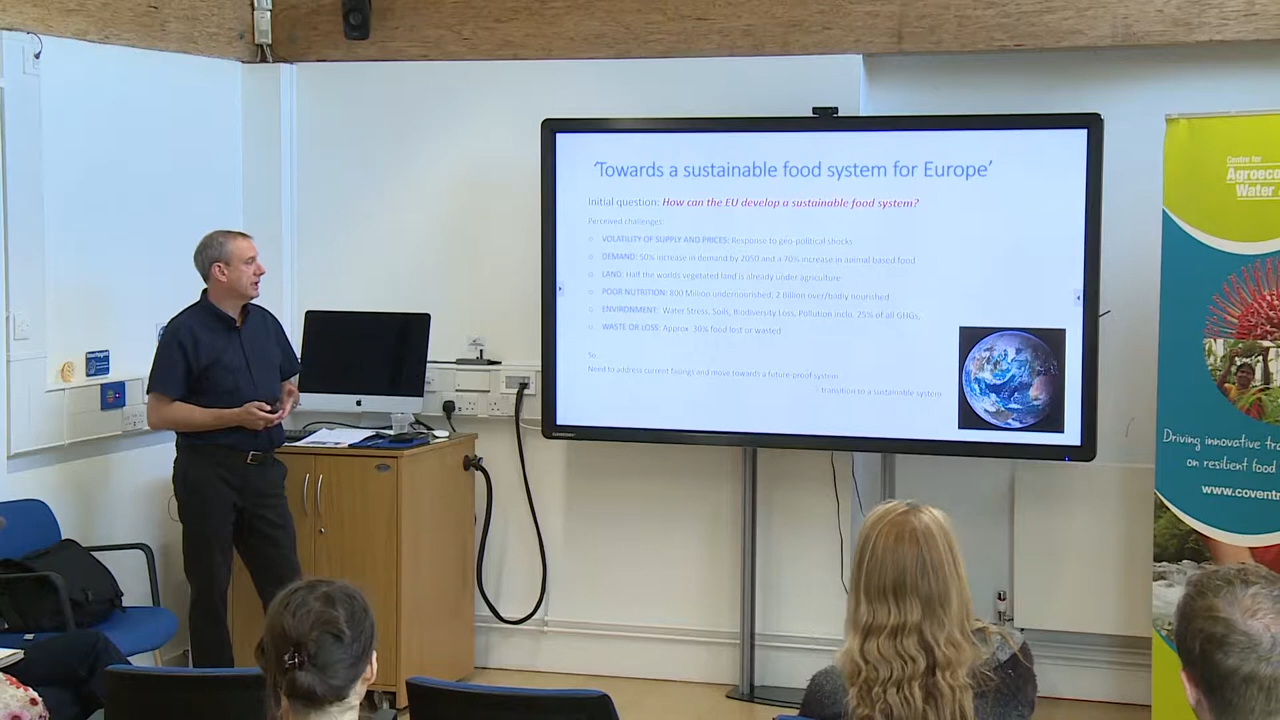 ‘Towards a sustainable food system for Europe’
Initial question: How can the EU develop a sustainable food system?
Perceived challenges:
VOLATILITY OF SUPPLY AND PRICES: Response to geo-political shocks
DEMAND: 50% increase in demand by 2050 and a 70% increase in animal based food
LAND: Half the worlds vegetated land is already under agriculture
POOR NUTRITION: 800 Million undernourished, 2 Billion over/badly nourished
ENVIRONMENT: Water Stress, Soils, Biodiversity Loss, Pollution inclu. 25% of all GHGs,
WASTE OR LOSS: Approx. 30% food lost or wasted
So..
Need to address current failings and move towards a future-proof system
- transition to a sustainable system
Centre for
Agroeco
Water
Driving innovative tra
on resilient food
www.coventr